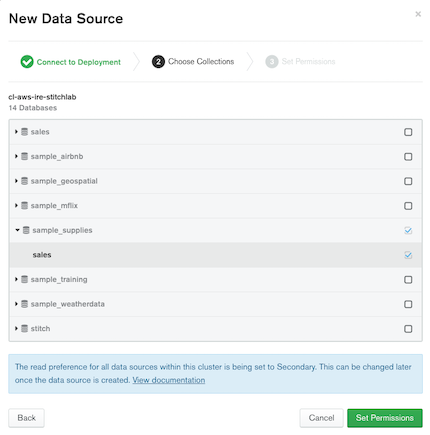 New Data Source
×
Connect to Deployment
2 Choose Collections
3 Set Permissions
cl-aws-ire-stitchlab
14 Databases
sales
sample_airbnb
sample_geospatial
sample_mflix
sample_supplies
sales
sample_training
sample_weatherdata
stitch
The read preference for all data sources within this cluster is being set to Secondary. This can be changed later
once the data source is created. View documentation
Back
Cancel
Set Permissions